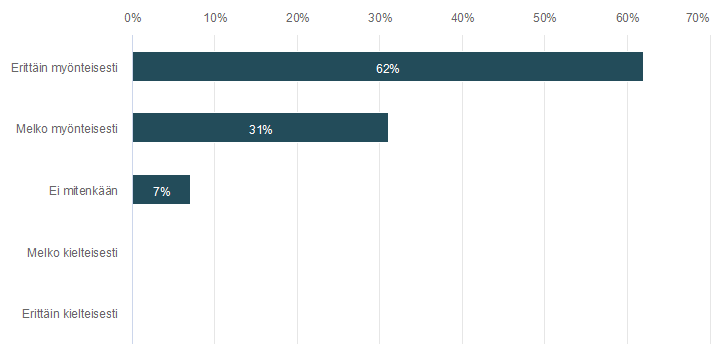 0% 10% 20% 30% 40% 50% 60% 70%
Erittäin myönteisesti 62%
Melko myönteisesti 31%
Ei mitenkään 7%
Melko kielteisesti
Erittäin kielteisesti